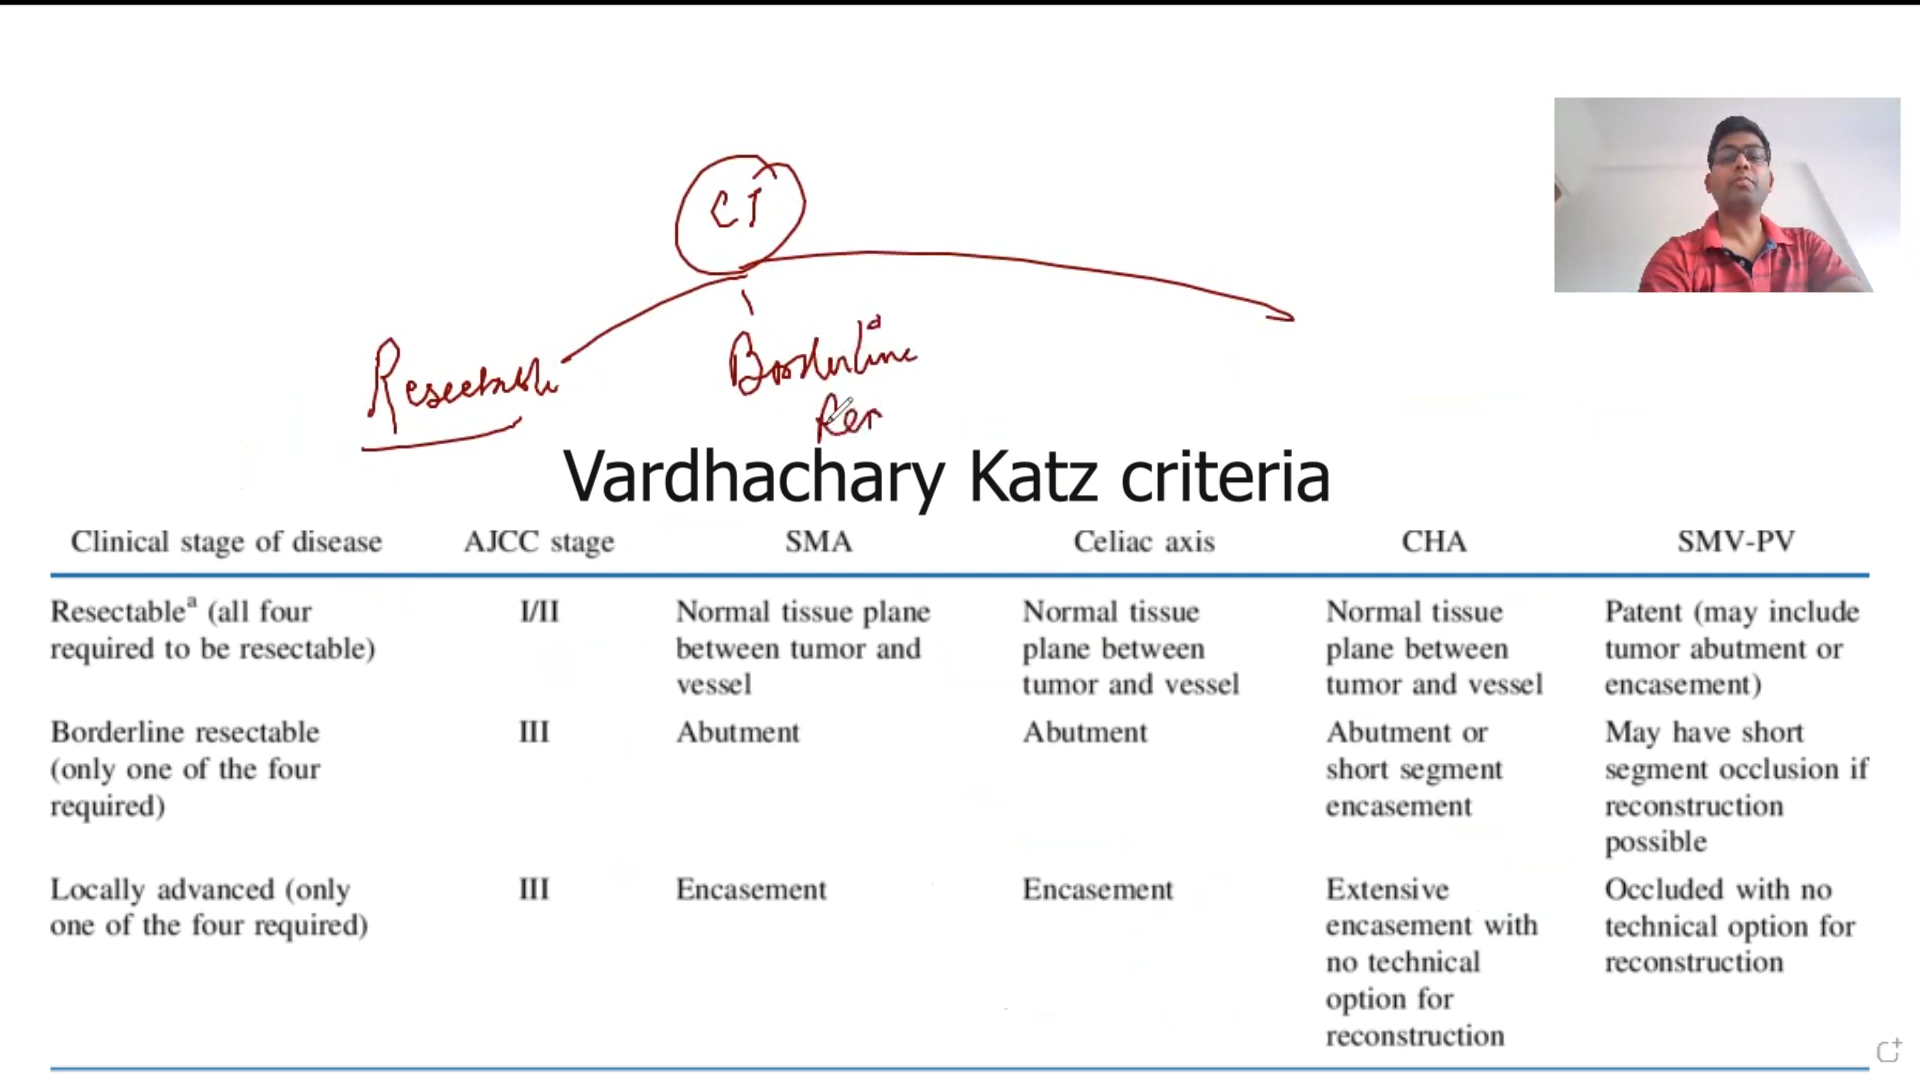 CT
Resectable
Borderline
Res
Vardhachary Katz criteria
Clinical stage of disease AJCC stage SMA Celiac axis CHA SMV-PV
Resectableᵃ (all four I/II Normal tissue plane Normal tissue Normal tissue Patent (may include
required to be resectable) between tumor and plane between plane between tumor abutment or
vessel tumor and vessel tumor and vessel encasement)
Borderline resectable III Abutment Abutment Abutment or May have short
(only one of the four short segment segment occlusion if
required) encasement reconstruction
possible
Locally advanced (only III Encasement Encasement Extensive Occluded with no
one of the four required) encasement with technical option for
no technical reconstruction
option for
reconstruction